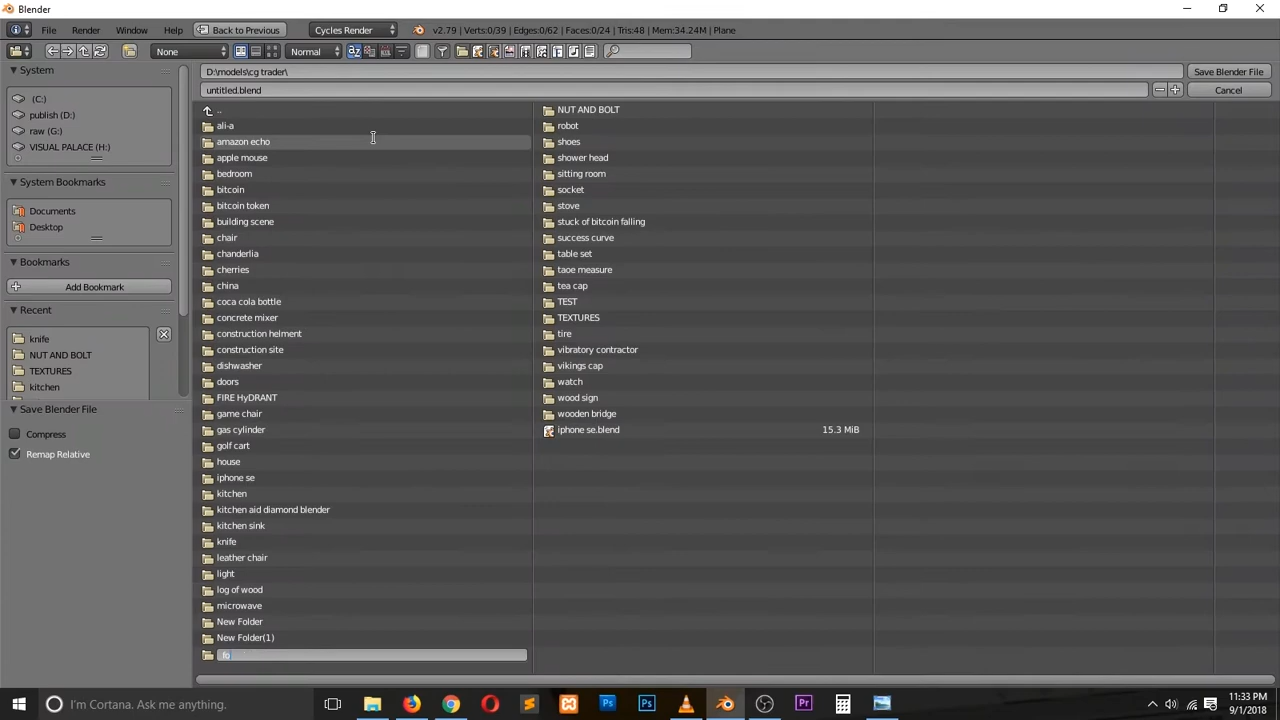 Blender
File Render Window Help Back to Previous Cycles Render v2.79 | Verts:0/39 | Edges:0/62 | Faces:0/24 | Tris:48 | Mem:34.24M | Plane
None Normal
System
(C:)
publish (D:)
raw (G:)
VISUAL PALACE (H:)
System Bookmarks
Documents
Desktop
Bookmarks
Add Bookmark
Recent
knife
NUT AND BOLT
TEXTURES
kitchen
Save Blender File
Compress
Remap Relative
D:\models\cg trader\
Save Blender File
untitled.blend
Cancel
..
ali-a
amazon echo
apple mouse
bedroom
bitcoin
bitcoin token
building scene
chair
chanderlia
cherries
china
coca cola bottle
concrete mixer
construction helment
construction site
dishwasher
doors
FIRE HyDRANT
game chair
gas cylinder
golf cart
house
iphone se
kitchen
kitchen aid diamond blender
kitchen sink
knife
leather chair
light
log of wood
microwave
New Folder
New Folder(1)
fo
NUT AND BOLT
robot
shoes
shower head
sitting room
socket
stove
stuck of bitcoin falling
success curve
table set
taoe measure
tea cap
TEST
TEXTURES
tire
vibratory contractor
vikings cap
watch
wood sign
wooden bridge
iphone se.blend 15.3 MiB
I'm Cortana. Ask me anything.
11:33 PM
9/1/2018